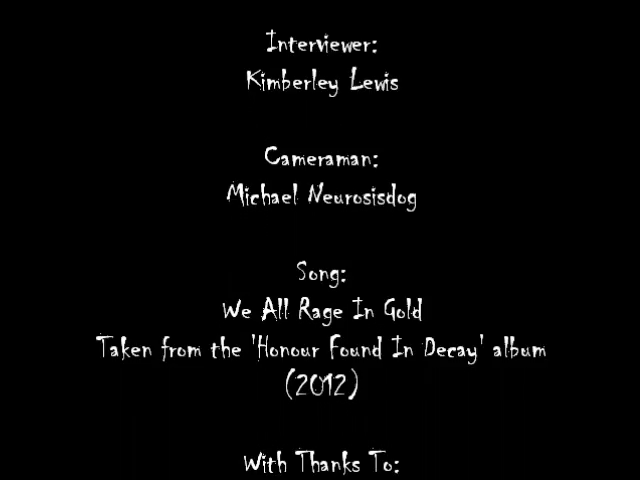 Interviewer:
Kimberley Lewis
Cameraman:
Michael Neurosisdog
Song:
We All Rage In Gold
Taken from the 'Honour Found In Decay' album
(2012)
With Thanks To: